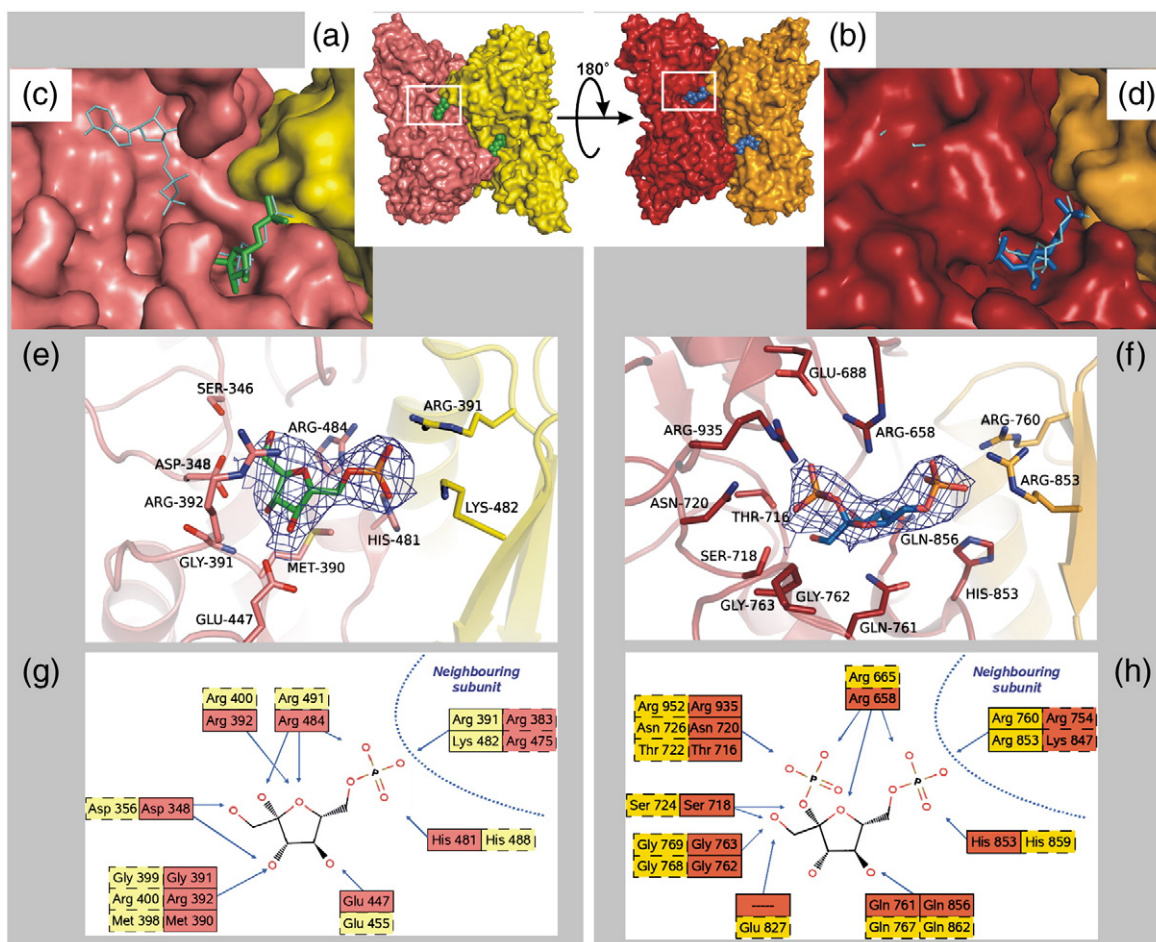 (a)
(b)
(c)
180°
(d)
(e)
SER-346
ARG-391
ARG-484
ASP-348
ARG-392
LYS-482
HIS-481
GLY-391
MET-390
GLU-447
(f)
GLU-688
ARG-760
ARG-935
ARG-658
ARG-853
ASN-720
THR-716
GLN-856
SER-718
GLY-762
HIS-853
GLY-763
GLN-761
(g)
Neighbouring
subunit
Arg 400
Arg 491
Arg 392
Arg 484
Arg 391 Arg 383
Lys 482 Arg 475
P
O
O
O
O
O
O
O
O
O
Asp 356 Asp 348
His 481 His 488
Gly 399 Gly 391
Arg 400 Arg 392
Met 398 Met 390
Glu 447
Glu 455
(h)
Neighbouring
subunit
Arg 665
Arg 658
Arg 952 Arg 935
Asn 726 Asn 720
Thr 722 Thr 716
Arg 760 Arg 754
Arg 853 Lys 847
P
P
O
O
O
O
O
O
O
O
O
O
O
O
Ser 724 Ser 718
Gly 769 Gly 763
Gly 768 Gly 762
His 853 His 859
-----
Glu 827
Gln 761 Gln 856
Gln 767 Gln 862